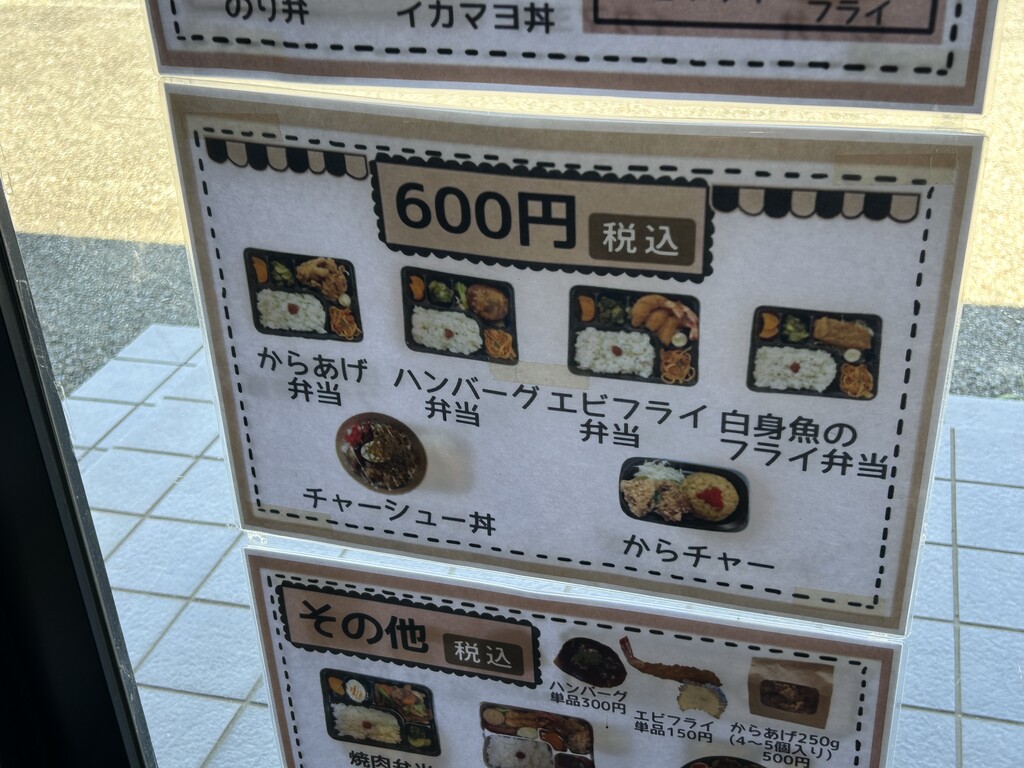 のり弁
イカマヨ丼
フライ
600円 税込
からあげ
弁当
ハンバーグ
弁当
エビフライ
弁当
白身魚の
フライ弁当
チャーシュー丼
からチャー
その他 税込
ハンバーグ
単品300円
エビフライ
単品150円
からあげ250g
(4〜5個入り)
500円
焼肉弁当